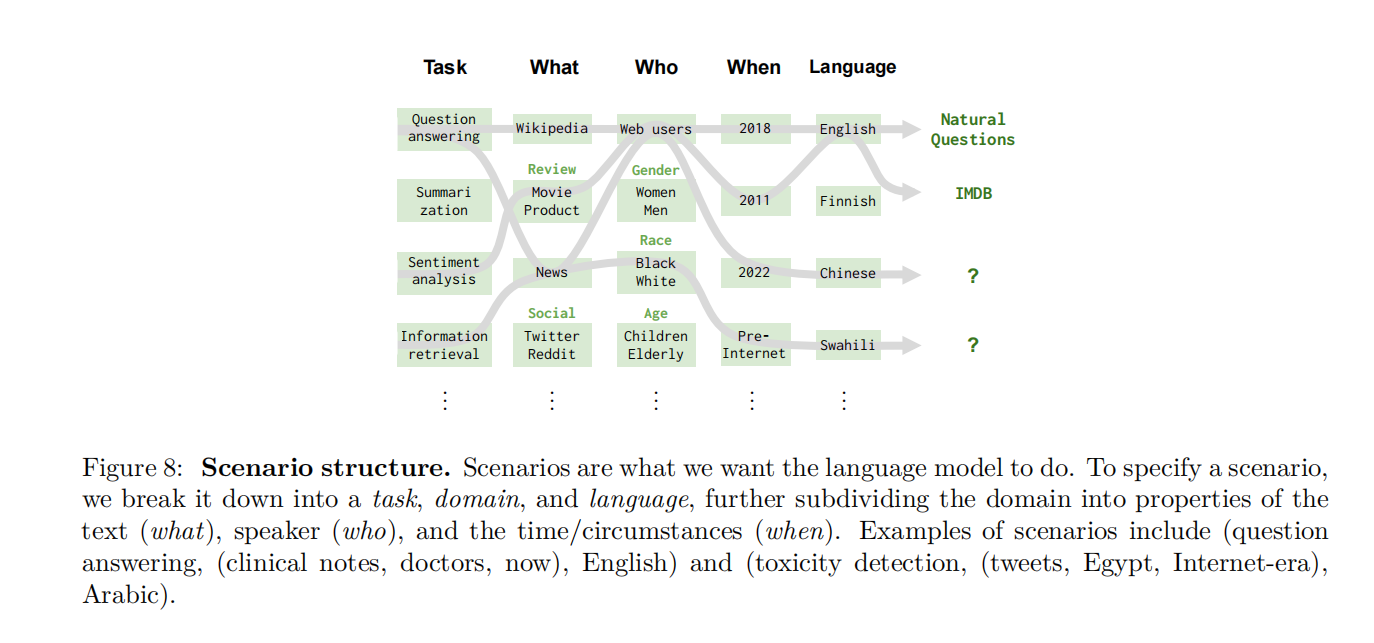 Task What Who When Language
Question
answering
Wikipedia
Web users
2018
English
Natural
Questions
Review
Gender
Summari
zation
Movie
Product
Women
Men
2011
Finnish
IMDB
Race
Sentiment
analysis
News
Black
White
2022
Chinese
?
Social
Age
Information
retrieval
Twitter
Reddit
Children
Elderly
Pre-
Internet
Swahili
?
Figure 8: Scenario structure. Scenarios are what we want the language model to do. To specify a scenario,
we break it down into a task, domain, and language, further subdividing the domain into properties of the
text (what), speaker (who), and the time/circumstances (when). Examples of scenarios include (question
answering, (clinical notes, doctors, now), English) and (toxicity detection, (tweets, Egypt, Internet-era),
Arabic).